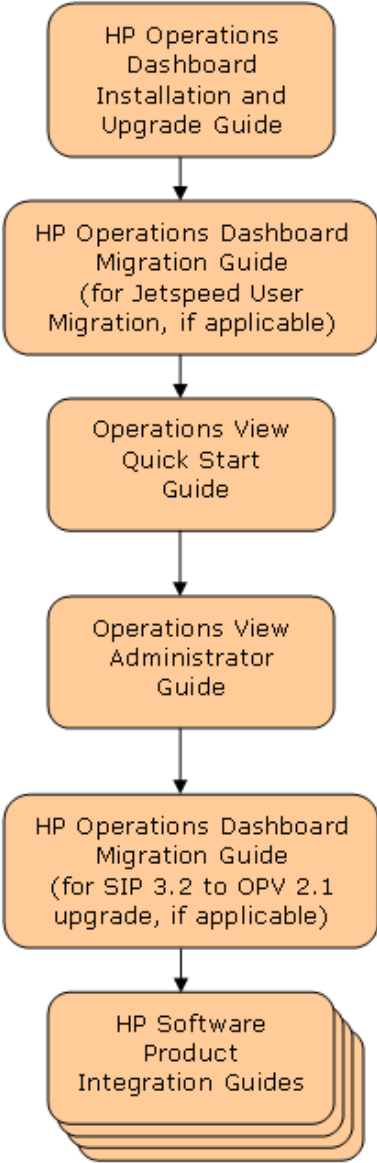 HP Operations
Dashboard
Installation and
Upgrade Guide
HP Operations Dashboard
Migration Guide
(for Jetspeed User
Migration, if applicable)
Operations View
Quick Start
Guide
Operations View
Administrator
Guide
HP Operations Dashboard
Migration Guide
(for SIP 3.2 to OPV 2.1
upgrade, if applicable)
HP Software
Product
Integration Guides